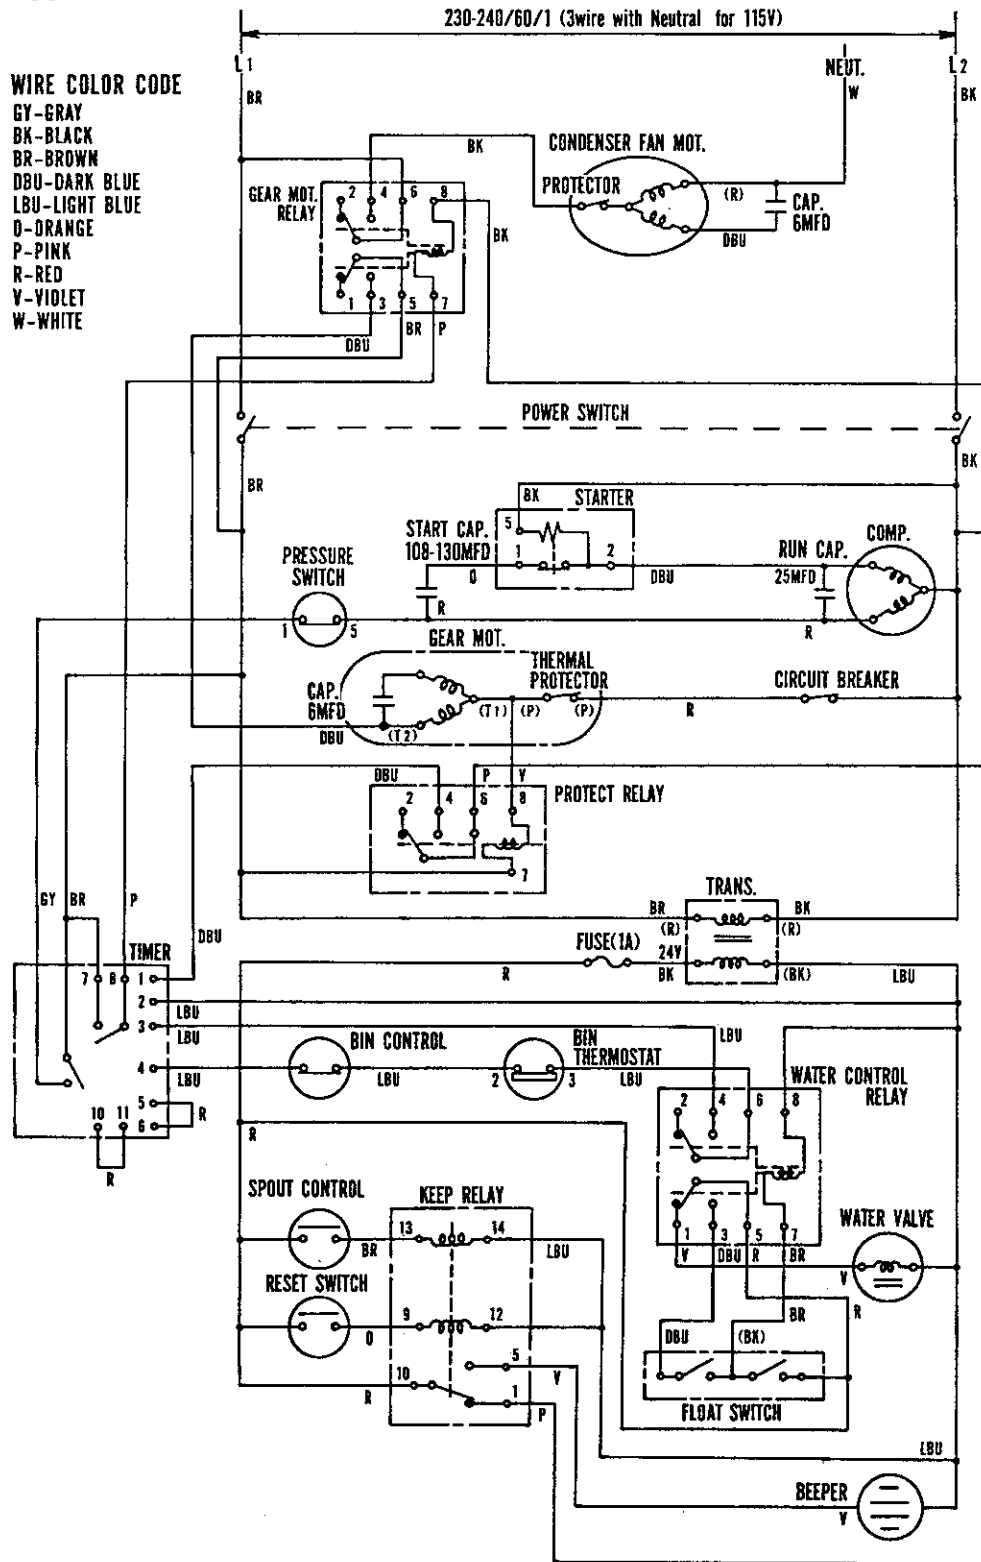 230-240/60/1 (3wire with Neutral for 115V)
L1
NEUT.
L2
BR
W
BK
WIRE COLOR CODE
GY-GRAY
BK-BLACK
BR-BROWN
DBU-DARK BLUE
LBU-LIGHT BLUE
O-ORANGE
P-PINK
R-RED
V-VIOLET
W-WHITE
BK
CONDENSER FAN MOT.
PROTECTOR
(R)
CAP.
6MFD
DBU
GEAR MOT.
RELAY
2 4 6 8
BK
1 3 5 7
DBU
BR
P
POWER SWITCH
BR
BK
BK
STARTER
5
START CAP.
108-130MFD
1
2
O
R
DBU
RUN CAP.
25MFD
COMP.
R
PRESSURE
SWITCH
1
5
GEAR MOT.
THERMAL
PROTECTOR
CIRCUIT BREAKER
CAP.
6MFD
(T1)
(P)
(P)
R
DBU
(T2)
DBU
P
V
2 4 6 8
PROTECT RELAY
7
GY
BR
P
DBU
TRANS.
BR
(R)
BK
(R)
FUSE(1A)
24V
R
BK
(BK)
LBU
TIMER
7 8 1
2
LBU
3
LBU
4
LBU
5
6
R
10 11
R
BIN CONTROL
LBU
BIN
THERMOSTAT
2
3
LBU
LBU
WATER CONTROL
RELAY
2 4 6 8
R
1 3 5 7
V
DBU
R
BR
WATER VALVE
V
SPOUT CONTROL
BR
KEEP RELAY
13
14
LBU
RESET SWITCH
O
9
12
5
V
10
R
1
P
DBU
(BK)
BR
R
FLOAT SWITCH
LBU
BEEPER
V